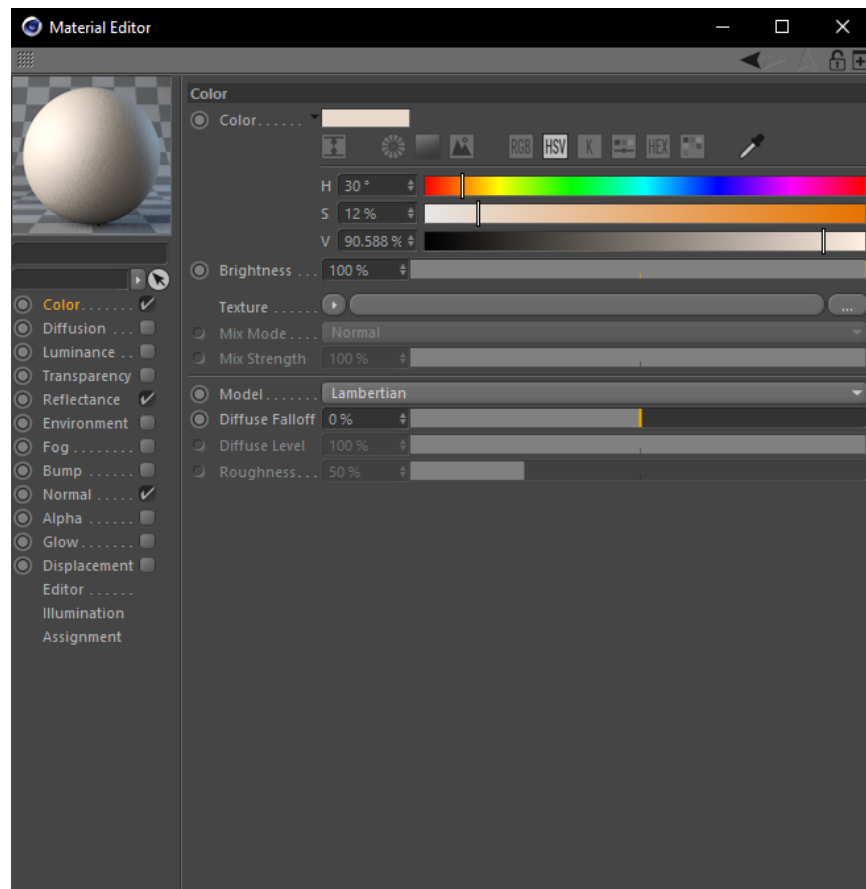 Material Editor
Color
Color......
RGB HSV K HEX
H 30 °
S 12 %
V 90.588 %
Brightness ... 100 %
Texture ...... ...
Mix Mode.... Normal
Mix Strength 100 %
Model....... Lambertian
Diffuse Falloff 0 %
Diffuse Level 100 %
Roughness... 50 %
Color.......
Diffusion ...
Luminance ..
Transparency
Reflectance
Environment
Fog........
Bump ......
Normal .....
Alpha ......
Glow.......
Displacement
Editor ......
Illumination
Assignment